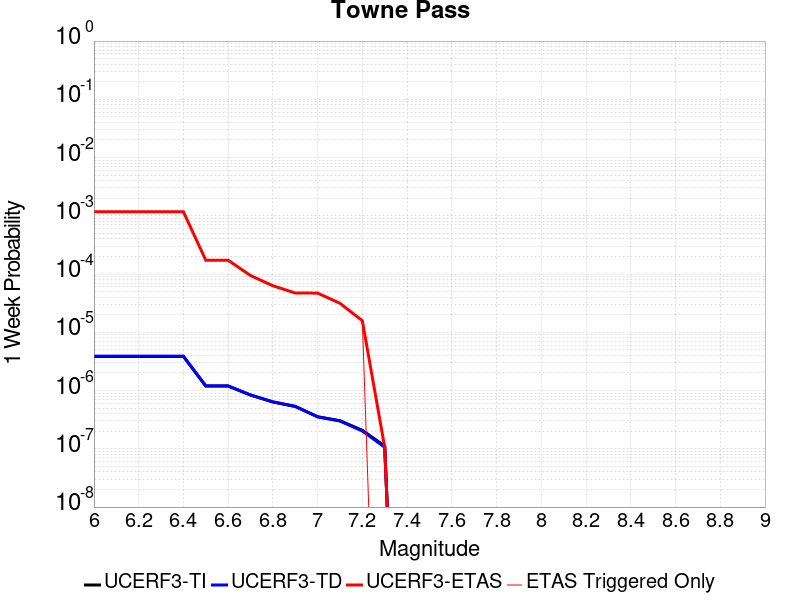 Towne Pass
10^0
10^-1
10^-2
10^-3
10^-4
10^-5
10^-6
10^-7
10^-8
1 Week Probability
6 6.2 6.4 6.6 6.8 7 7.2 7.4 7.6 7.8 8 8.2 8.4 8.6 8.8 9
Magnitude
UCERF3-TI UCERF3-TD UCERF3-ETAS ETAS Triggered Only